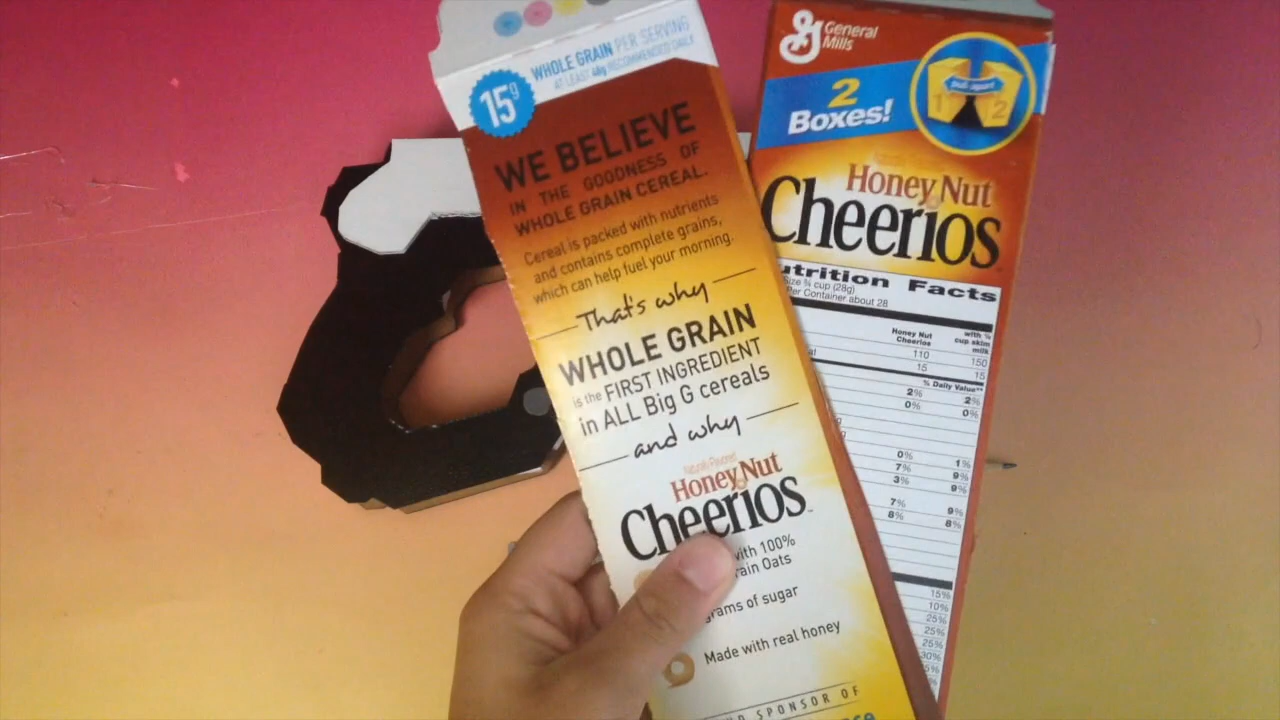 15g
WHOLE GRAIN PER SERVING
AT LEAST 48g RECOMMENDED DAILY
WE BELIEVE
IN THE GOODNESS OF
WHOLE GRAIN CEREAL.
Cereal is packed with nutrients
and contains complete grains,
which can help fuel your morning.
That's why
WHOLE GRAIN
is the FIRST INGREDIENT
in ALL Big G cereals
and why
Naturally Flavored
Honey Nut
Cheerios
with 100%
grams of sugar
Made with real honey
SPONSOR OF
General
Mills
2
Boxes!
pull apart
1 2
Honey Nut
Cheerios
Facts
Size ¾ cup (28g)
Per Container about 28
Honey Nut
Cheerios
with ½
cup skim
milk
110 150
15 15
% Daily Value**
2% 2%
0% 0%
0% 1%
7% 9%
3% 9%
7% 9%
8% 8%
15%
10%
25%
25%
25%
30%